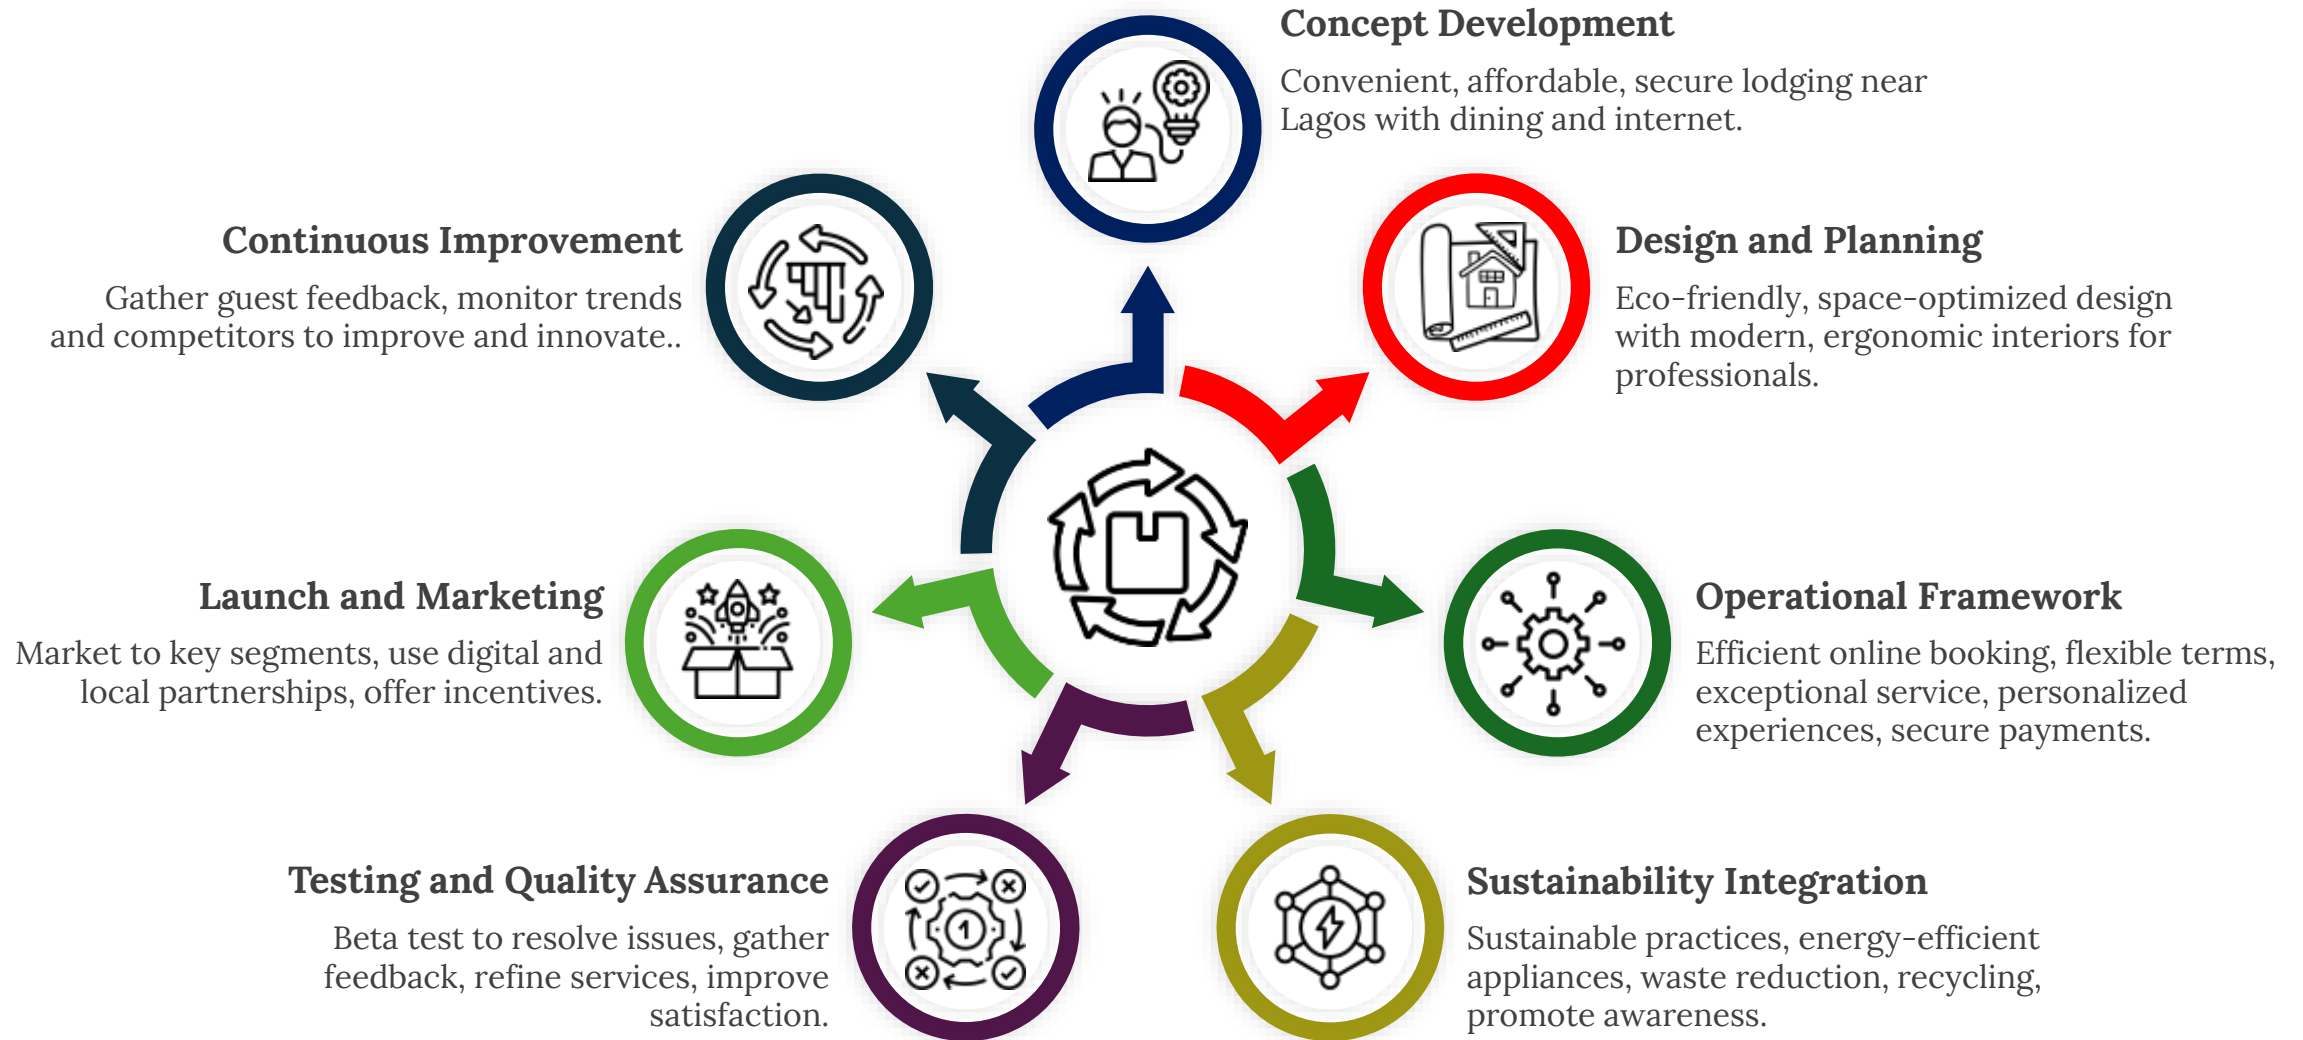 Concept Development
Convenient, affordable, secure lodging near
Lagos with dining and internet.
Design and Planning
Eco-friendly, space-optimized design
with modern, ergonomic interiors for
professionals.
Operational Framework
Efficient online booking, flexible terms,
exceptional service, personalized
experiences, secure payments.
Sustainability Integration
Sustainable practices, energy-efficient
appliances, waste reduction, recycling,
promote awareness.
Testing and Quality Assurance
Beta test to resolve issues, gather
feedback, refine services, improve
satisfaction.
1
Launch and Marketing
Market to key segments, use digital and
local partnerships, offer incentives.
Continuous Improvement
Gather guest feedback, monitor trends
and competitors to improve and innovate..